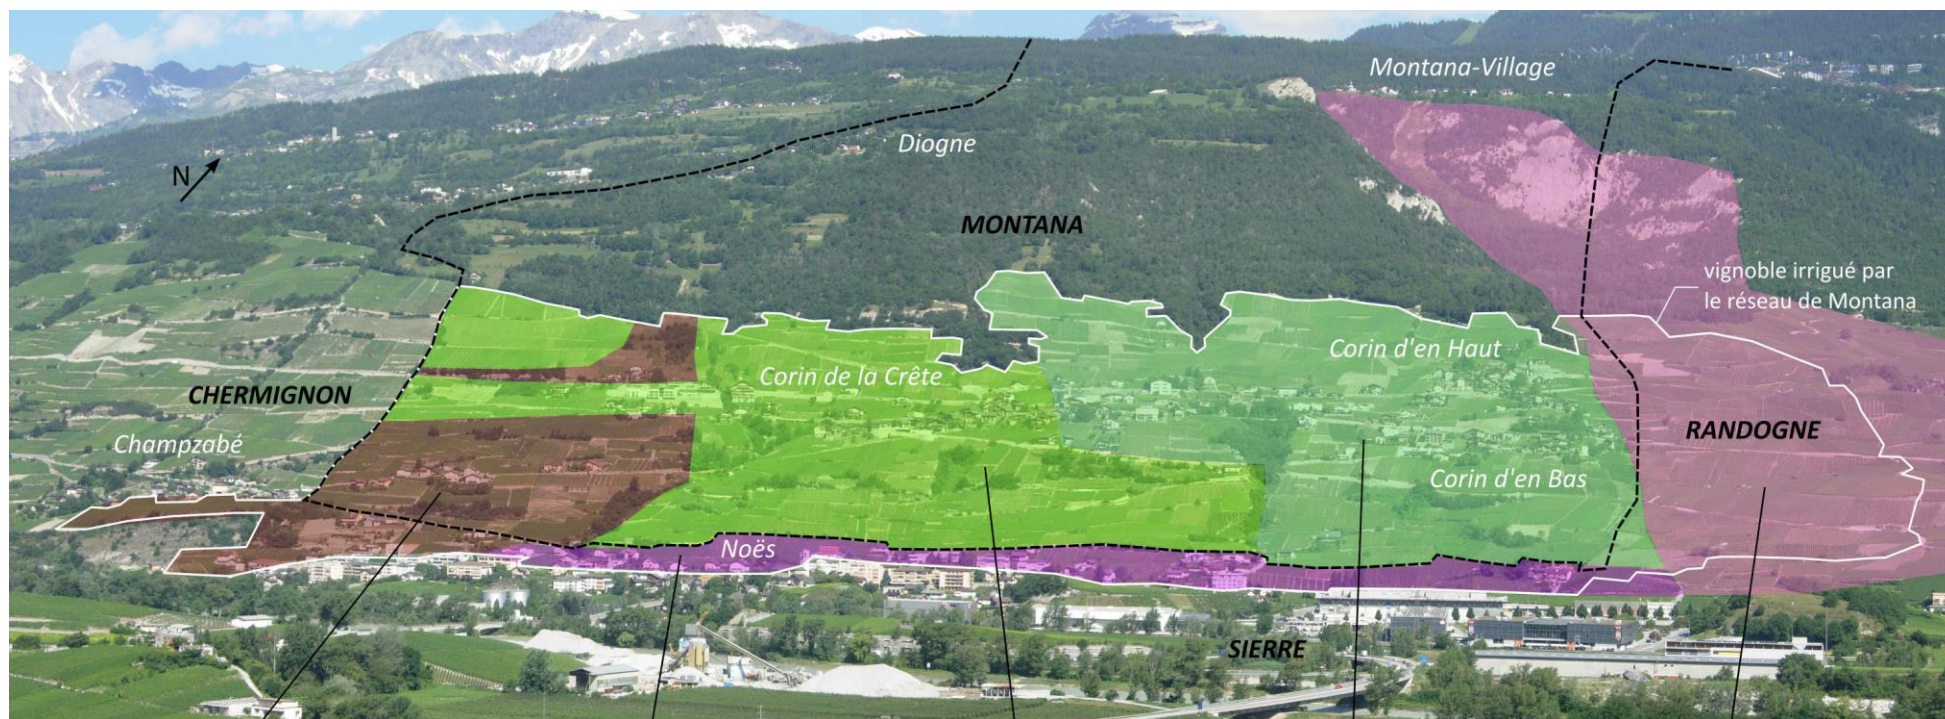 Montana-Village
Diogne
N
MONTANA
vignoble irrigué par
le réseau de Montana
Corin d'en Haut
Corin de la Crête
CHERMIGNON
RANDOGNE
Champzabé
Corin d'en Bas
Noës
SIERRE